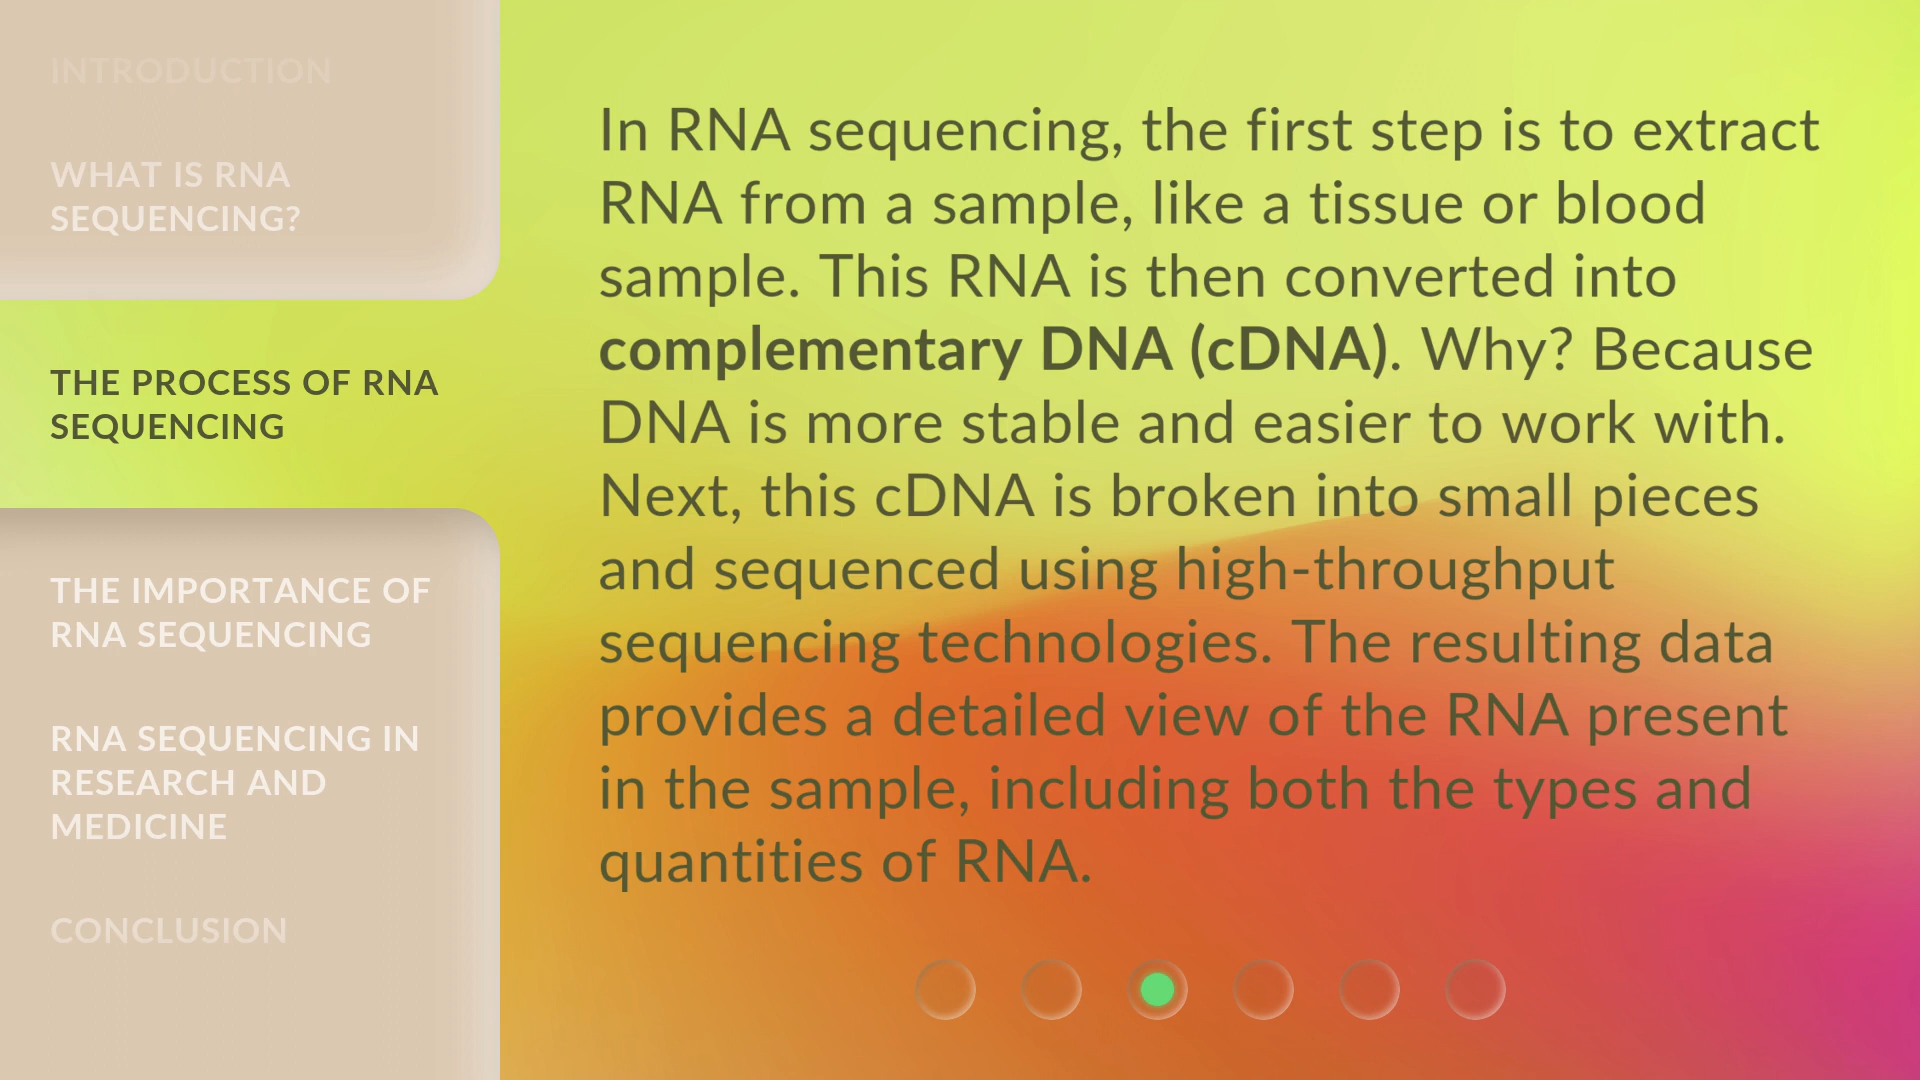 INTRODUCTION
WHAT IS RNA
SEQUENCING?
THE PROCESS OF RNA
SEQUENCING
THE IMPORTANCE OF
RNA SEQUENCING
RNA SEQUENCING IN
RESEARCH AND
MEDICINE
CONCLUSION
In RNA sequencing, the first step is to extract
RNA from a sample, like a tissue or blood
sample. This RNA is then converted into
complementary DNA (cDNA). Why? Because
DNA is more stable and easier to work with.
Next, this cDNA is broken into small pieces
and sequenced using high-throughput
sequencing technologies. The resulting data
provides a detailed view of the RNA present
in the sample, including both the types and
quantities of RNA.